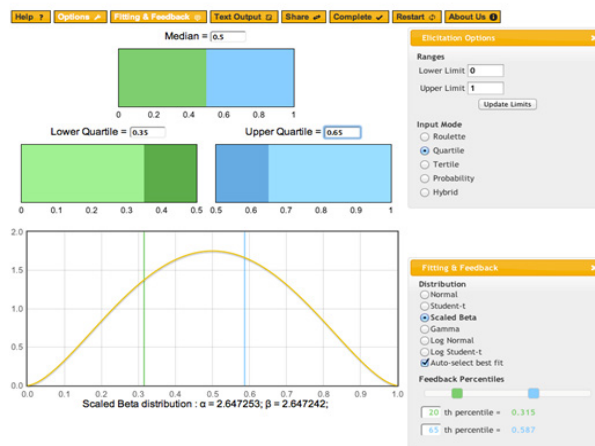 Help ? Options Fitting & Feedback Text Output Share Complete Restart About Us
Median = 0.5
0 0.2 0.4 0.6 0.8 1
Lower Quartile = 0.35 Upper Quartile = 0.65
0 0.1 0.2 0.3 0.4 0.5 0.5 0.6 0.7 0.8 0.9 1
2.0
1.5
1.0
0.5
0.0
0.0 0.1 0.2 0.3 0.4 0.5 0.6 0.7 0.8 0.9 1.0
Scaled Beta distribution : α = 2.647253; β = 2.647242;
Elicitation Options x
Ranges
Lower Limit 0
Upper Limit 1
Update Limits
Input Mode
Roulette
Quartile
Tertile
Probability
Hybrid
Fitting & Feedback x
Distribution
Normal
Student-t
Scaled Beta
Gamma
Log Normal
Log Student-t
Auto-select best fit
Feedback Percentiles
20 th percentile = 0.315
65 th percentile = 0.587